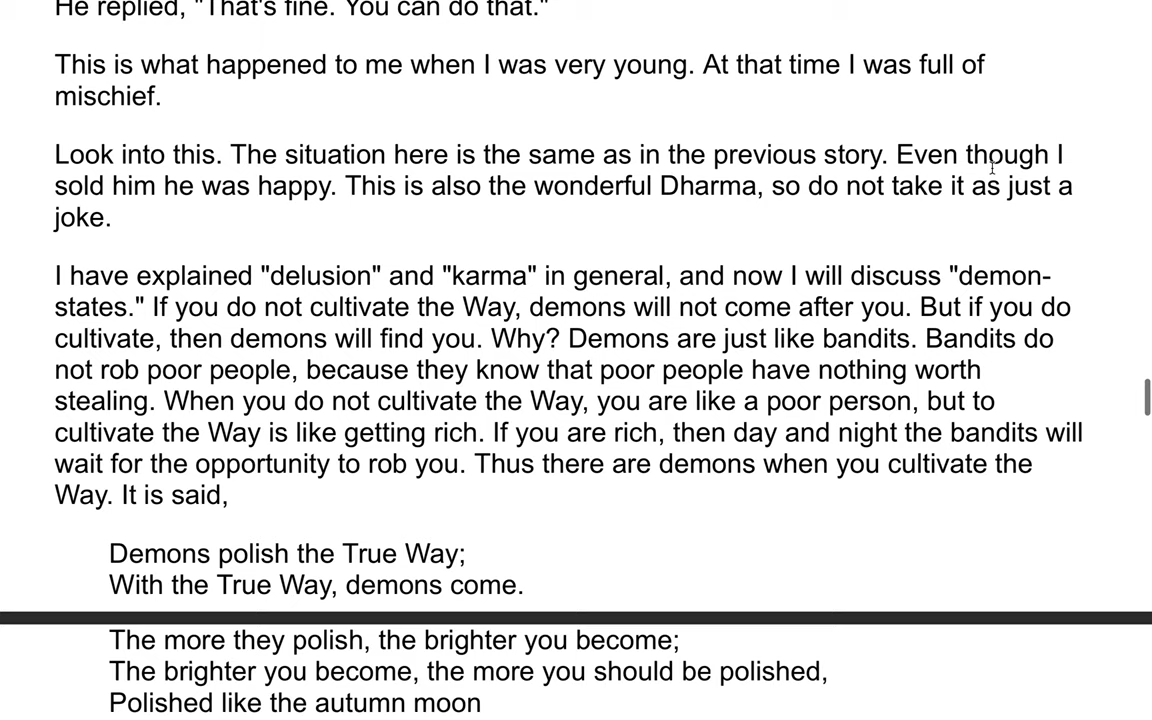 He replied, "That's fine. You can do that."
This is what happened to me when I was very young. At that time I was full of
mischief.
Look into this. The situation here is the same as in the previous story. Even though I
sold him he was happy. This is also the wonderful Dharma, so do not take it as just a
joke.
I have explained "delusion" and "karma" in general, and now I will discuss "demon-
states." If you do not cultivate the Way, demons will not come after you. But if you do
cultivate, then demons will find you. Why? Demons are just like bandits. Bandits do
not rob poor people, because they know that poor people have nothing worth
stealing. When you do not cultivate the Way, you are like a poor person, but to
cultivate the Way is like getting rich. If you are rich, then day and night the bandits will
wait for the opportunity to rob you. Thus there are demons when you cultivate the
Way. It is said,
Demons polish the True Way;
With the True Way, demons come.
The more they polish, the brighter you become;
The brighter you become, the more you should be polished,
Polished like the autumn moon